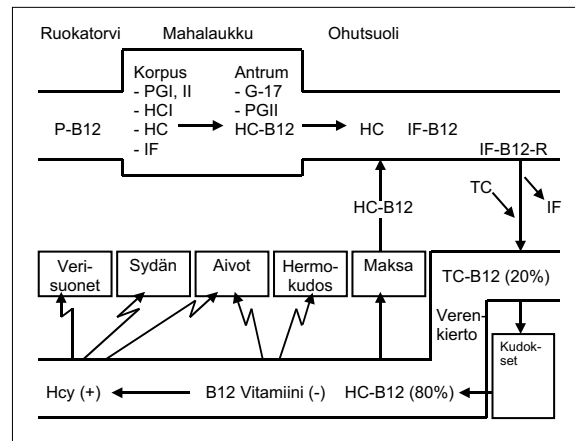 Ruokatorvi Mahalaukku Ohutsuoli
Korpus Antrum
- PGI, II - G-17
- HCl - PGII
P-B12 - HC HC-B12 HC IF-B12
- IF
IF-B12-R
TC IF
HC-B12
Veri-
suonet
Sydän
Aivot
Hermo-
kudos
Maksa
TC-B12 (20%)
Veren-
kierto
Kudok-
set
Hcy (+) B12 Vitamiini (-) HC-B12 (80%)